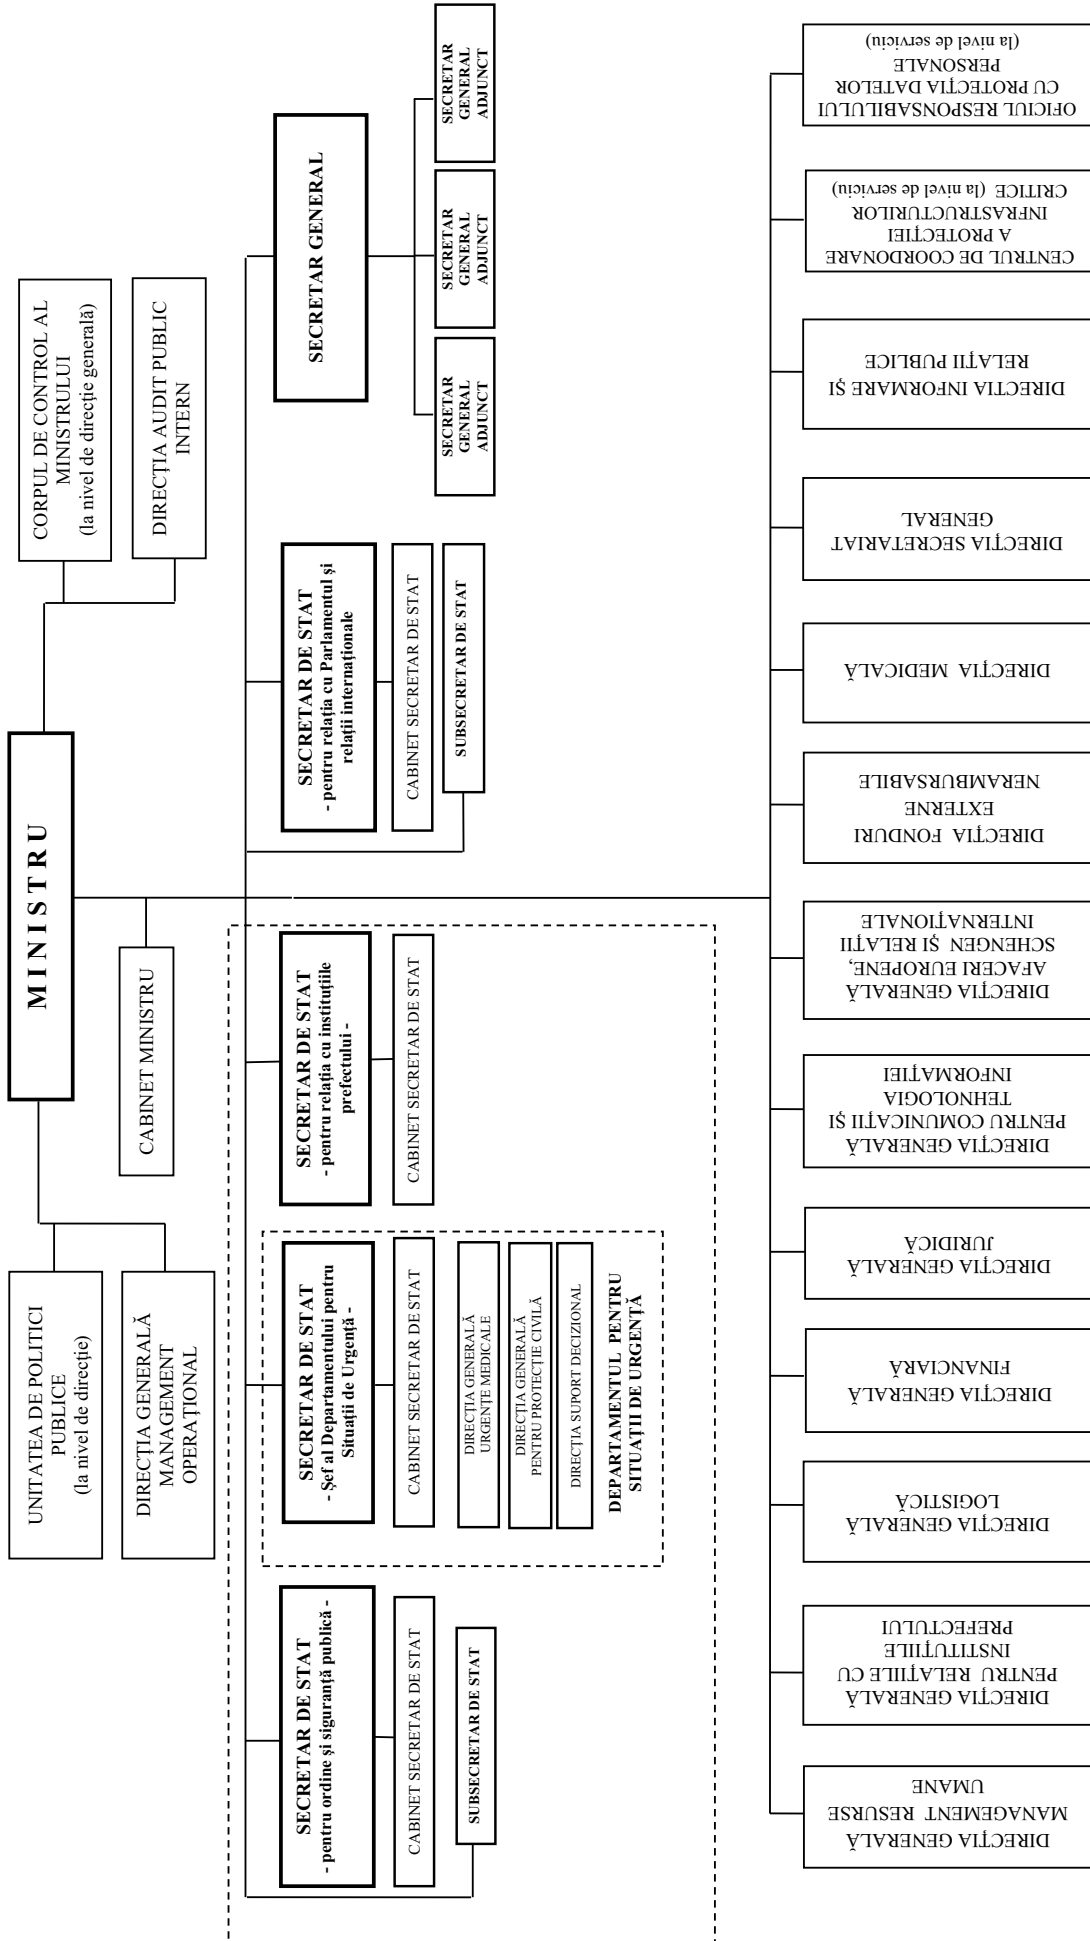 MINISTRU
UNITATEA DE POLITICI
PUBLICE
(la nivel de direcție)
DIRECȚIA GENERALĂ
MANAGEMENT
OPERAȚIONAL
CABINET MINISTRU
CORPUL DE CONTROL AL
MINISTRULUI
(la nivel de direcție generală)
DIRECȚIA AUDIT PUBLIC
INTERN
SECRETAR DE STAT
- pentru ordine și siguranță publică -
CABINET SECRETAR DE STAT
SUBSECRETAR DE STAT
SECRETAR DE STAT
- Șef al Departamentului pentru
Situații de Urgență -
CABINET SECRETAR DE STAT
DIRECȚIA GENERALĂ
URGENȚE MEDICALE
DIRECȚIA GENERALĂ
PENTRU PROTECȚIE CIVILĂ
DIRECȚIA SUPORT DECIZIONAL
DEPARTAMENTUL PENTRU
SITUAȚII DE URGENȚĂ
SECRETAR DE STAT
- pentru relația cu instituțiile
prefectului -
CABINET SECRETAR DE STAT
SECRETAR DE STAT
- pentru relația cu Parlamentul și
relații internaționale
CABINET SECRETAR DE STAT
SUBSECRETAR DE STAT
SECRETAR GENERAL
SECRETAR
GENERAL
ADJUNCT
SECRETAR
GENERAL
ADJUNCT
SECRETAR
GENERAL
ADJUNCT
DIRECȚIA GENERALĂ
MANAGEMENT RESURSE
UMANE
DIRECȚIA GENERALĂ
PENTRU RELAȚIILE CU
INSTITUȚIILE
PREFECTULUI
DIRECȚIA GENERALĂ
LOGISTICĂ
DIRECȚIA GENERALĂ
FINANCIARĂ
DIRECȚIA GENERALĂ
JURIDICĂ
DIRECȚIA GENERALĂ
PENTRU COMUNICAȚII ȘI
TEHNOLOGIA
INFORMAȚIEI
DIRECȚIA GENERALĂ
AFACERI EUROPENE,
SCHENGEN ȘI RELAȚII
INTERNAȚIONALE
DIRECȚIA FONDURI
EXTERNE
NERAMBURSABILE
DIRECȚIA MEDICALĂ
DIRECȚIA SECRETARIAT
GENERAL
DIRECTIA INFORMARE ȘI
RELAȚII PUBLICE
CENTRUL DE COORDONARE
A PROTECȚIEI
INFRASTRUCTURILOR
CRITICE (la nivel de serviciu)
OFICIUL RESPONSABILULUI
CU PROTECȚIA DATELOR
PERSONALE
(la nivel de serviciu)